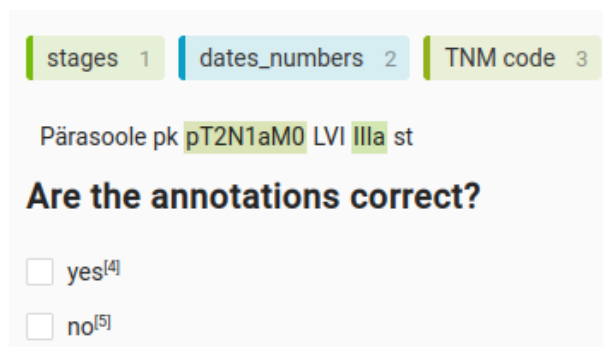 stages 1 dates_numbers 2 TNM code 3
Pärasoole pk pT2N1aM0 LVI IIIa st
Are the annotations correct?
yes[4]
no[5]